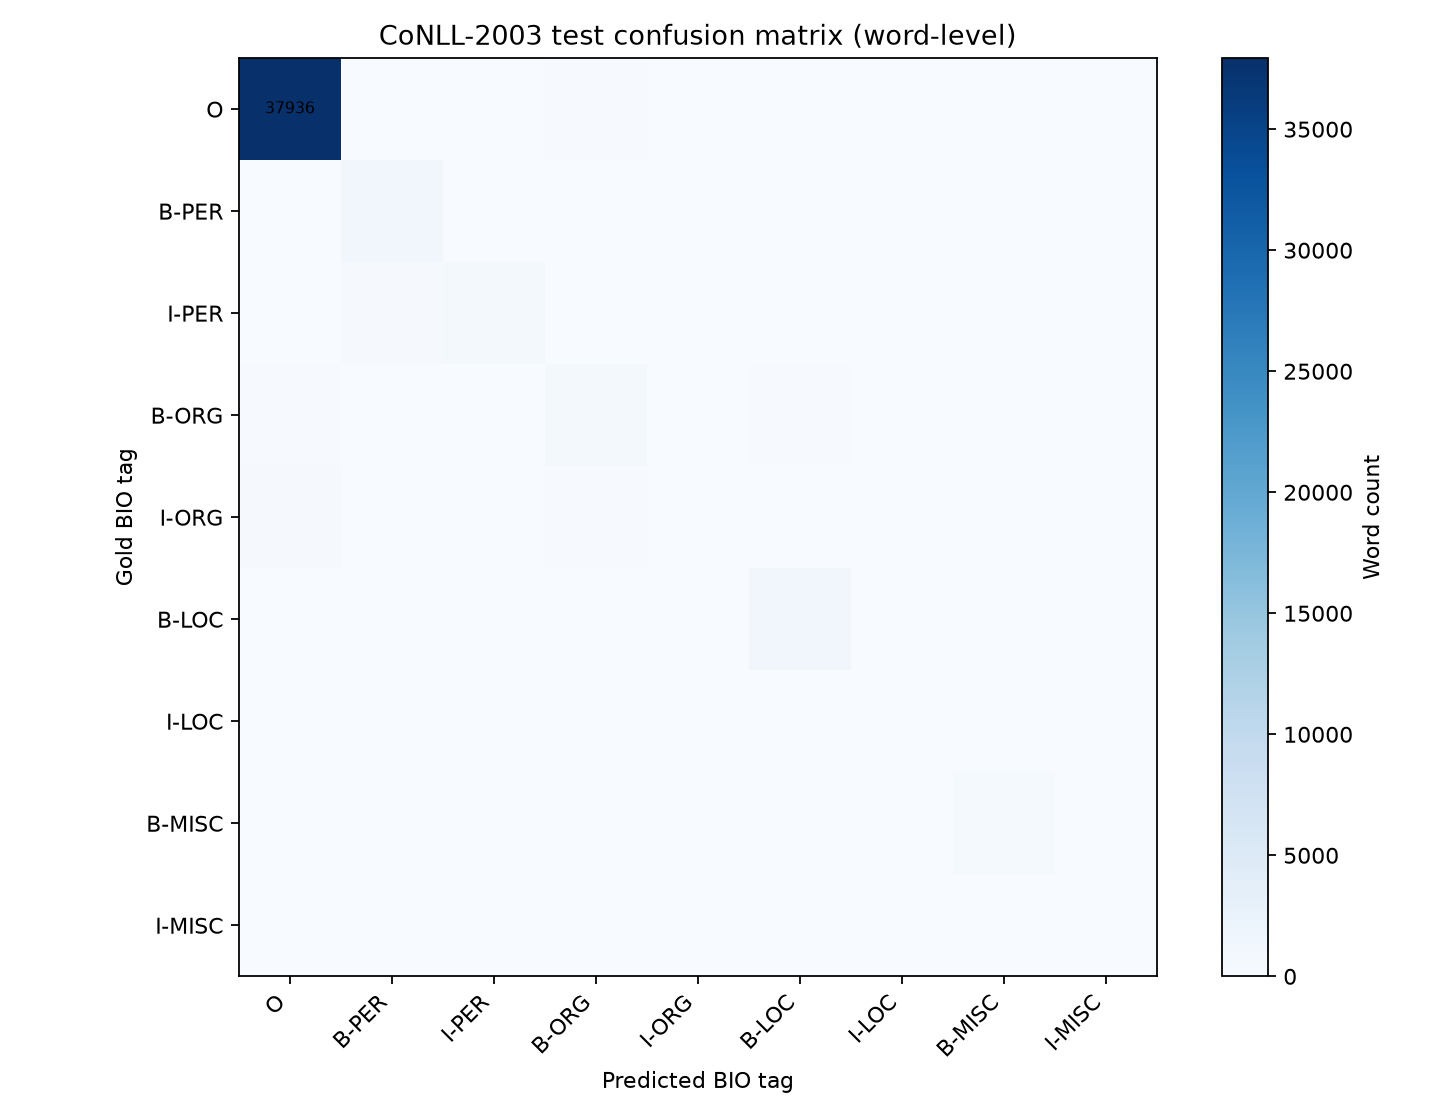 CoNLL-2003 test confusion matrix (word-level)
37936
O
B-PER
I-PER
B-ORG
I-ORG
B-LOC
I-LOC
B-MISC
I-MISC
Gold BIO tag
O
B-PER
I-PER
B-ORG
I-ORG
B-LOC
I-LOC
B-MISC
I-MISC
Predicted BIO tag
35000
30000
25000
20000
15000
10000
5000
0
Word count